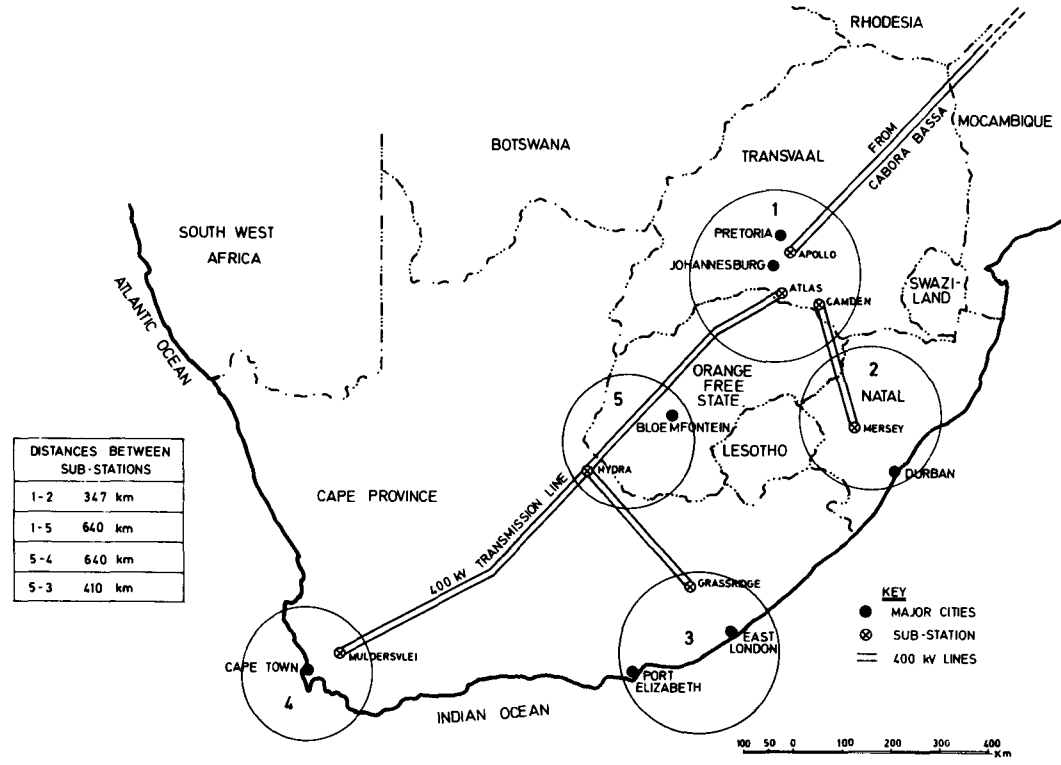 RHODESIA
MOCAMBIQUE
BOTSWANA
TRANSVAAL
FROM
CABORA BASSA
1
PRETORIA
APOLLO
JOHANNESBURG
SOUTH WEST
AFRICA
ATLAS
CAMDEN
SWAZI-
LAND
ATLANTIC OCEAN
ORANGE
FREE
STATE
2
NATAL
5
BLOEMFONTEIN
MERSEY
LESOTHO
DURBAN
HYDRA
DISTANCES BETWEEN
SUB-STATIONS
1-2 347 km
1-5 640 km
5-4 640 km
5-3 410 km
CAPE PROVINCE
400 kV TRANSMISSION LINE
GRASSRIDGE
3
EAST
LONDON
PORT
ELIZABETH
MULDERSVLEI
CAPE TOWN
4
INDIAN OCEAN
KEY
MAJOR CITIES
SUB-STATION
400 kV LINES
100 50 0 100 200 300 400
Km